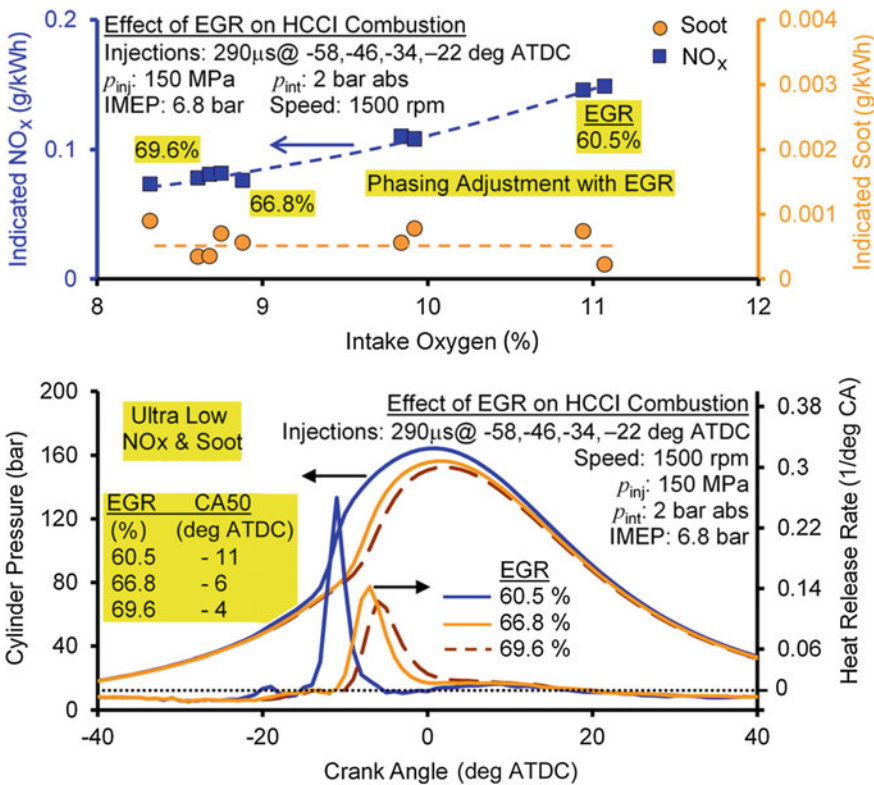 Effect of EGR on HCCI Combustion
Injections: 290µs@ -58,-46,-34,–22 deg ATDC
pinj: 150 MPa pint: 2 bar abs
IMEP: 6.8 bar Speed: 1500 rpm
Soot
NOx
69.6%
66.8%
EGR
60.5%
Phasing Adjustment with EGR
Indicated NOx (g/kWh)
0.2
0.1
0
Indicated Soot (g/kWh)
0.004
0.003
0.002
0.001
0
8 9 10 11 12
Intake Oxygen (%)
Ultra Low
NOx & Soot
Effect of EGR on HCCI Combustion
Injections: 290µs@ -58,-46,-34,–22 deg ATDC
Speed: 1500 rpm
pinj: 150 MPa
pint: 2 bar abs
IMEP: 6.8 bar
EGR CA50
(%) (deg ATDC)
60.5 - 11
66.8 - 6
69.6 - 4
EGR
60.5 %
66.8 %
69.6 %
Cylinder Pressure (bar)
200
160
120
80
40
0
Heat Release Rate (1/deg CA)
0.38
0.3
0.22
0.14
0.06
0
-40 -20 0 20 40
Crank Angle (deg ATDC)